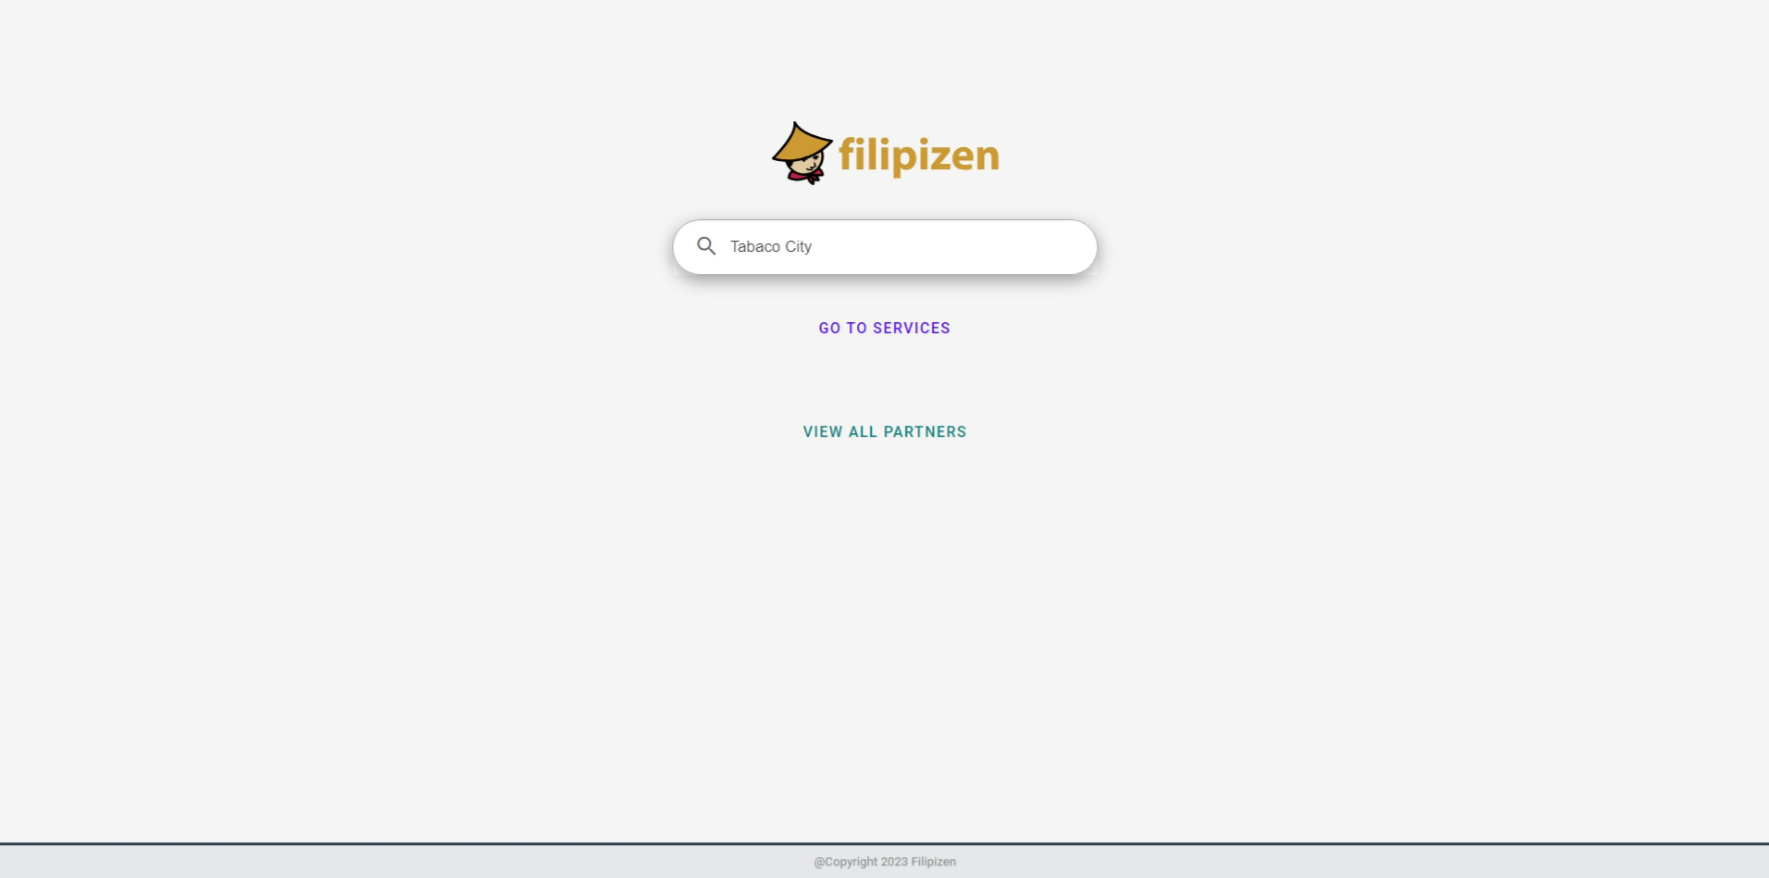 filipizen
Tabaco City
GO TO SERVICES
VIEW ALL PARTNERS
@Copyright 2023 Filipizen